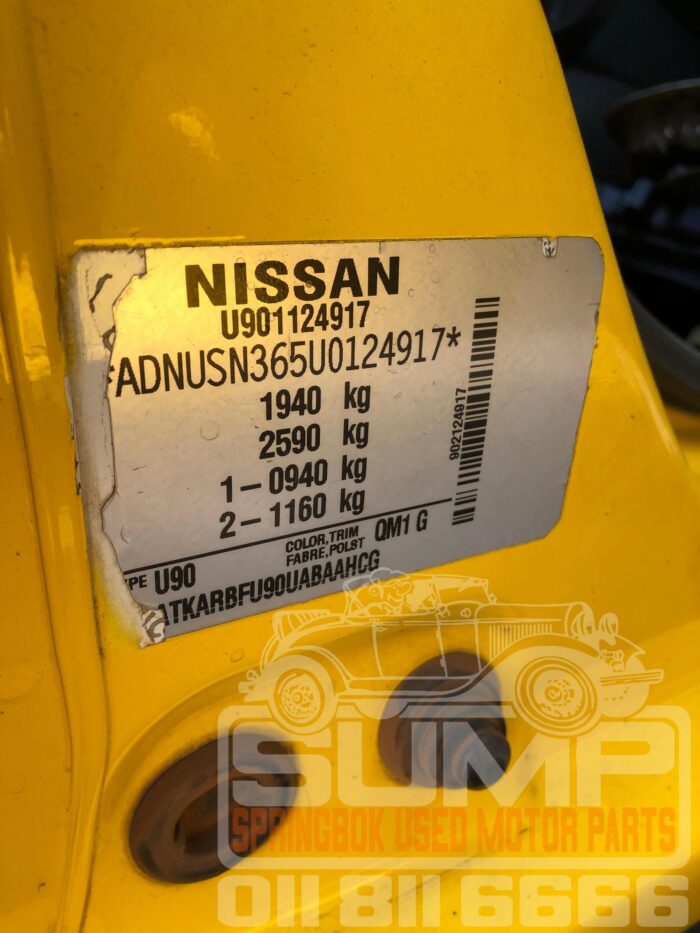 NISSAN
U901124917
*ADNUSN365U0124917*
1940 kg
2590 kg
1-0940 kg
2-1160 kg
902124917
PE U90 COLOR,TRIM FABRE,POLST QM1 G
ATKARBFU90UABAAHCG
SUMP
SPRINGBOK USED MOTOR PARTS
011 811 6666